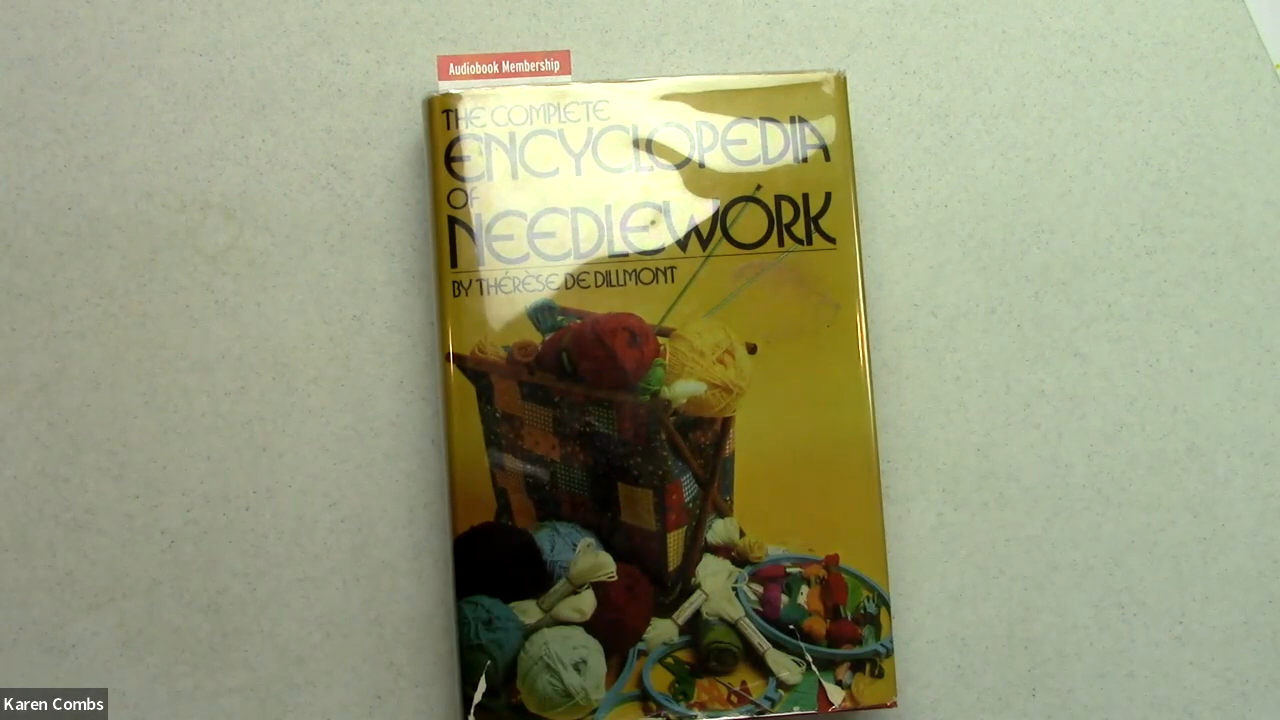 Audiobook Membership
THE COMPLETE
ENCYCLOPEDIA
OF
NEEDLEWORK
BY THÉRÈSE DE DILLMONT
Karen Combs